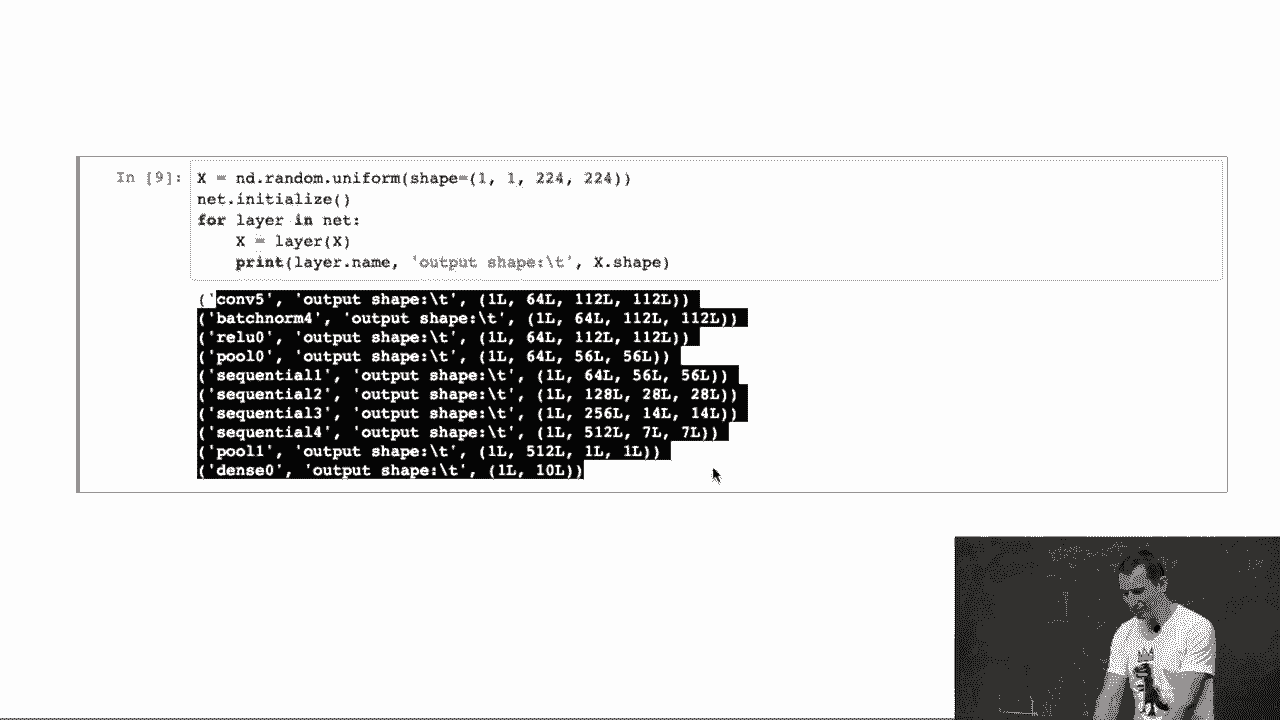 In [9]: X = nd.random.uniform(shape=(1, 1, 224, 224))
net.initialize()
for layer in net:
    X = layer(X)
    print(layer.name, 'output shape:\t', X.shape)
('conv5', 'output shape:\t', (1L, 64L, 112L, 112L))
('batchnorm4', 'output shape:\t', (1L, 64L, 112L, 112L))
('relu0', 'output shape:\t', (1L, 64L, 112L, 112L))
('pool0', 'output shape:\t', (1L, 64L, 56L, 56L))
('sequential1', 'output shape:\t', (1L, 64L, 56L, 56L))
('sequential2', 'output shape:\t', (1L, 128L, 28L, 28L))
('sequential3', 'output shape:\t', (1L, 256L, 14L, 14L))
('sequential4', 'output shape:\t', (1L, 512L, 7L, 7L))
('pool1', 'output shape:\t', (1L, 512L, 1L, 1L))
('dense0', 'output shape:\t', (1L, 10L))